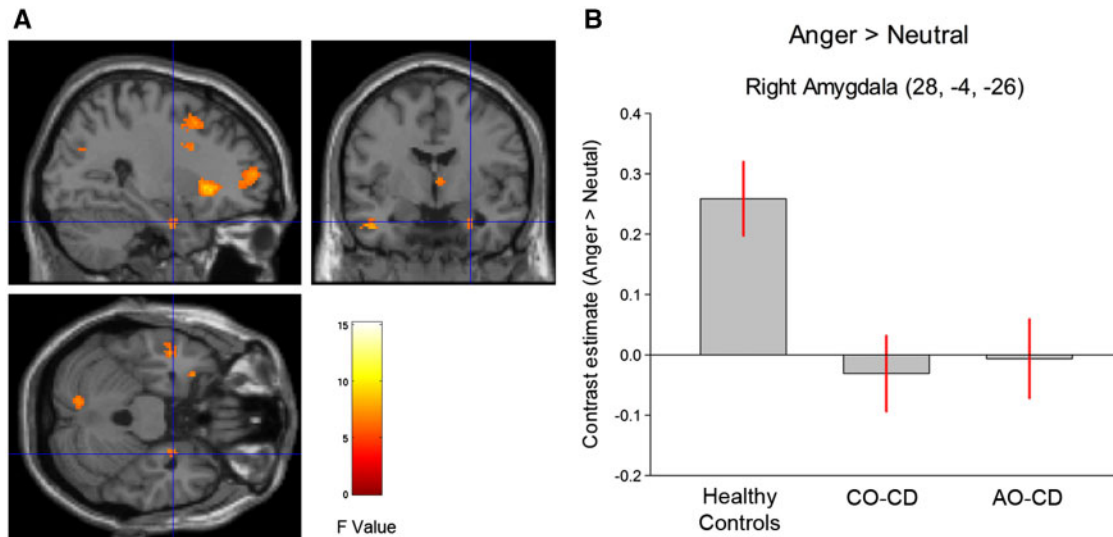 A
15
10
5
0
F Value
B
Anger > Neutral
Right Amygdala (28, -4, -26)
Contrast estimate (Anger > Neutal)
0.4
0.3
0.2
0.1
0.0
-0.1
-0.2
Healthy
Controls
CO-CD
AO-CD